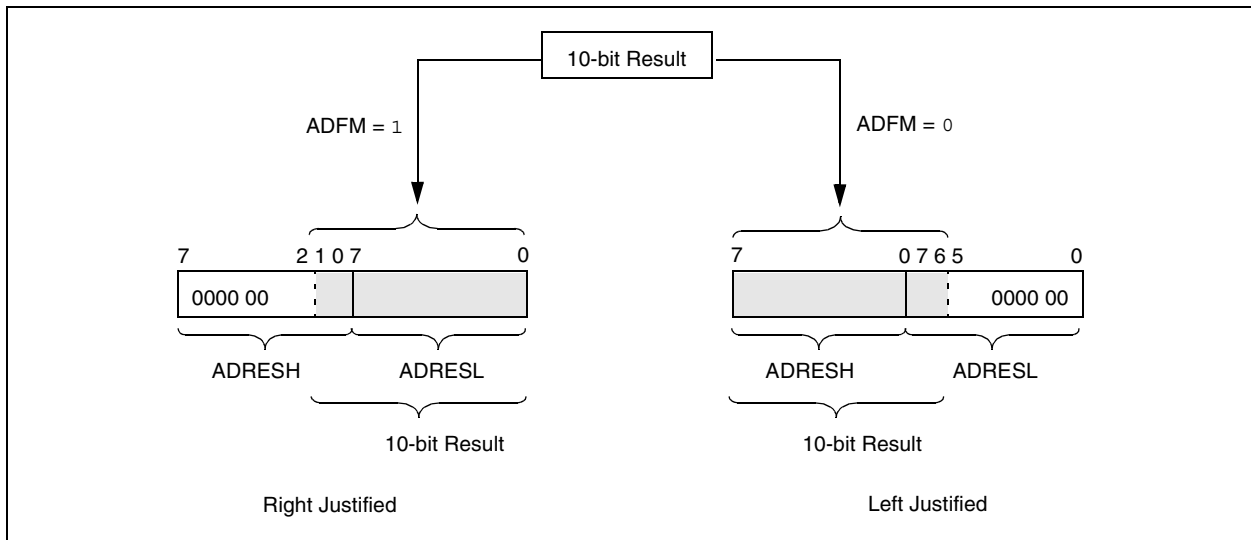 10-bit Result
ADFM = 1
ADFM = 0
7 2 1 0 7 0
7 0 7 6 5 0
0000 00
0000 00
ADRESH ADRESL
ADRESH ADRESL
10-bit Result
10-bit Result
Right Justified
Left Justified